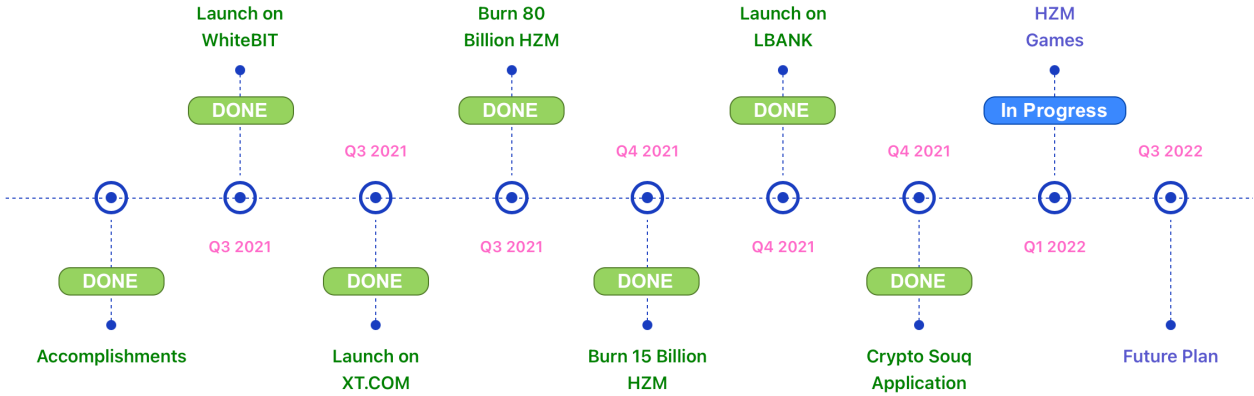 Launch on
WhiteBIT
Burn 80
Billion HZM
Launch on
LBANK
HZM
Games
DONE
DONE
DONE
In Progress
Q3 2021
Q4 2021
Q4 2021
Q3 2022
Q3 2021
Q3 2021
Q4 2021
Q1 2022
DONE
DONE
DONE
DONE
Accomplishments
Launch on
XT.COM
Burn 15 Billion
HZM
Crypto Souq
Application
Future Plan